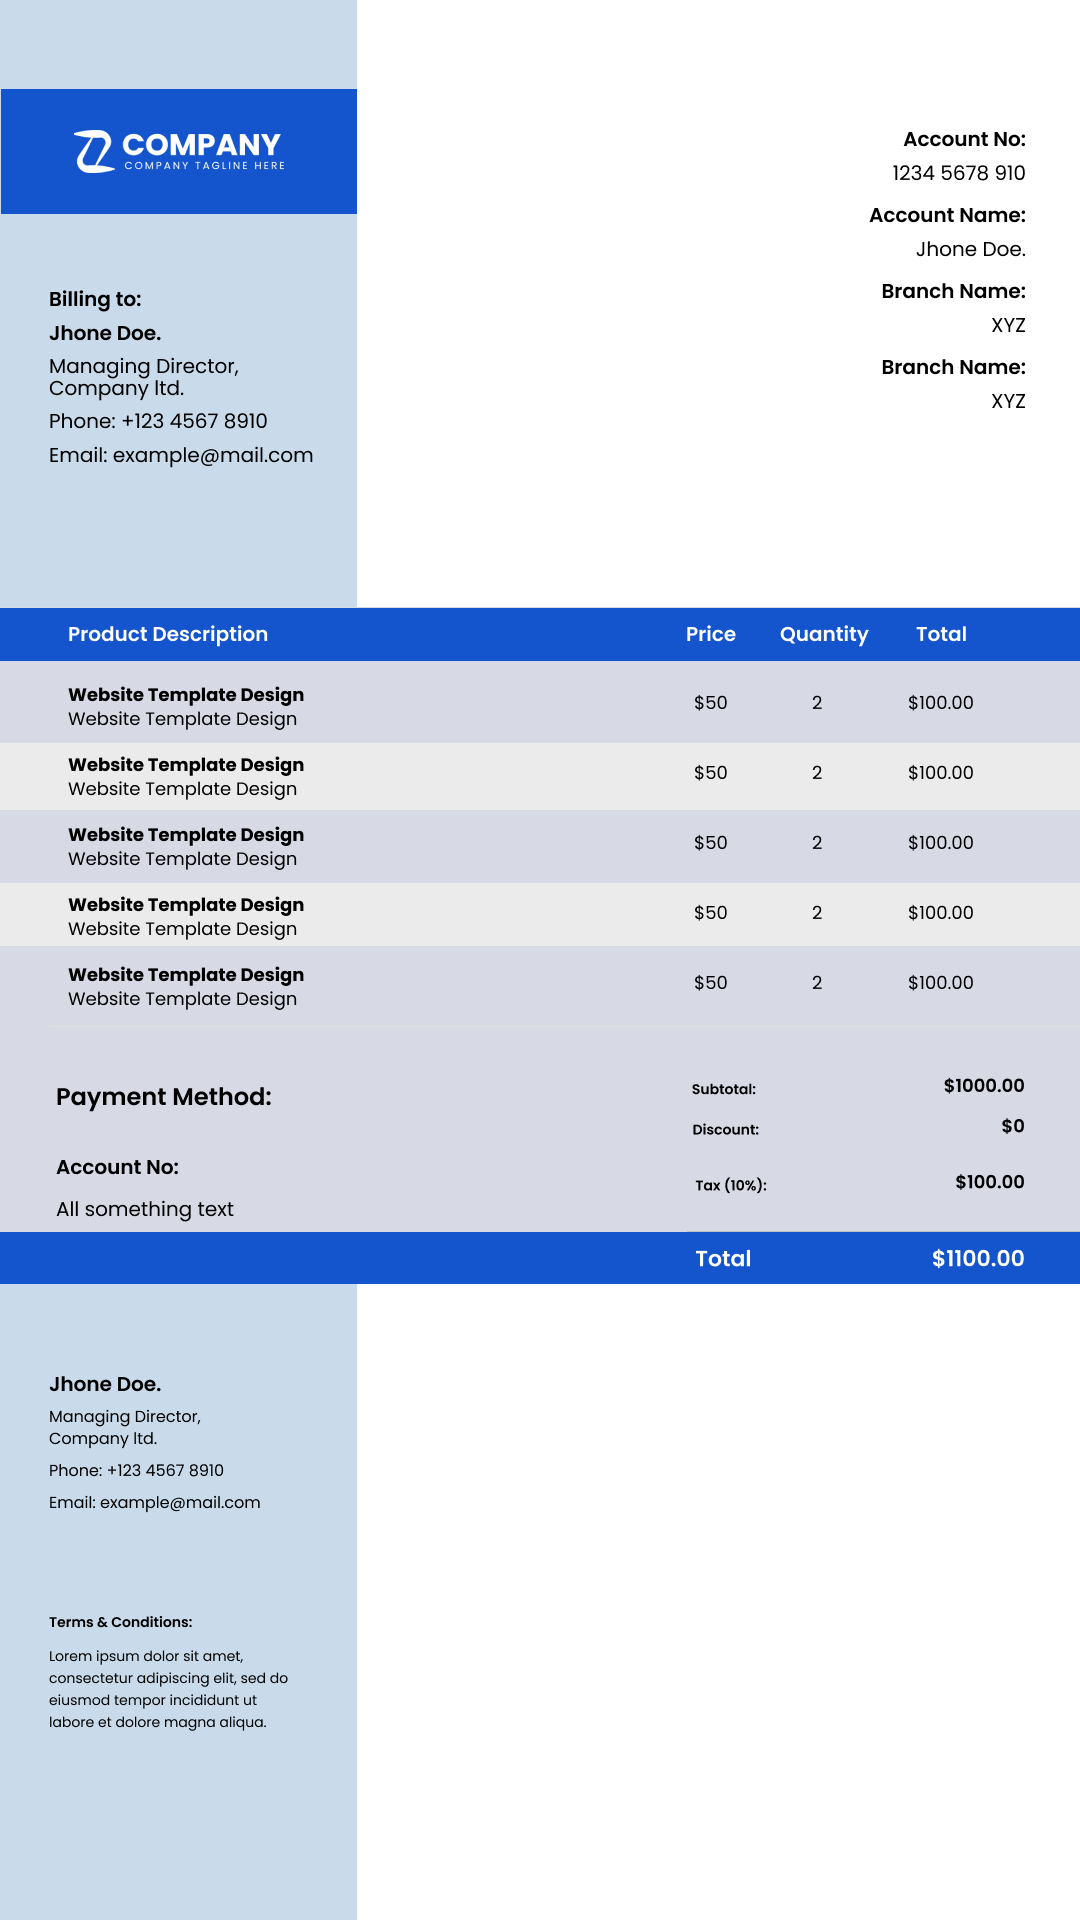 COMPANY
COMPANY TAGLINE HERE
Account No:
1234 5678 910
Account Name:
Jhone Doe.
Branch Name:
XYZ
Branch Name:
XYZ
Billing to:
Jhone Doe.
Managing Director,
Company ltd.
Phone: +123 4567 8910
Email: example@mail.com
Product Description Price Quantity Total
Website Template Design
Website Template Design $50 2 $100.00
Website Template Design
Website Template Design $50 2 $100.00
Website Template Design
Website Template Design $50 2 $100.00
Website Template Design
Website Template Design $50 2 $100.00
Website Template Design
Website Template Design $50 2 $100.00
Payment Method:
Account No:
All something text
Subtotal: $1000.00
Discount: $0
Tax (10%): $100.00
Total $1100.00
Jhone Doe.
Managing Director,
Company ltd.
Phone: +123 4567 8910
Email: example@mail.com
Terms & Conditions:
Lorem ipsum dolor sit amet,
consectetur adipiscing elit, sed do
eiusmod tempor incididunt ut
labore et dolore magna aliqua.